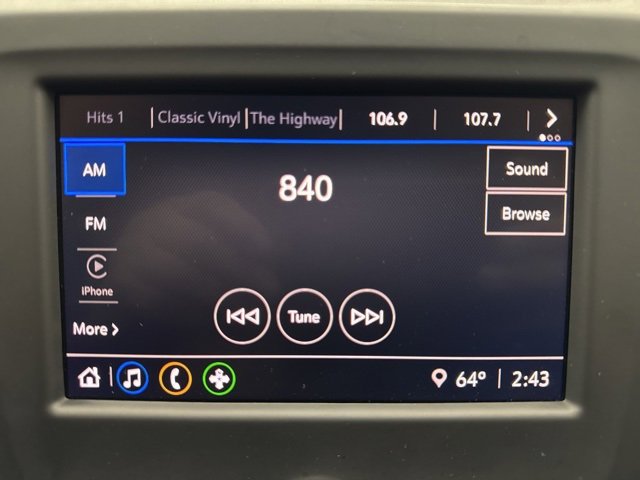 Hits 1 | Classic Vinyl | The Highway | 106.9 | 107.7 |
AM
840
Sound
FM
Browse
iPhone
Tune
More
64° | 2:43